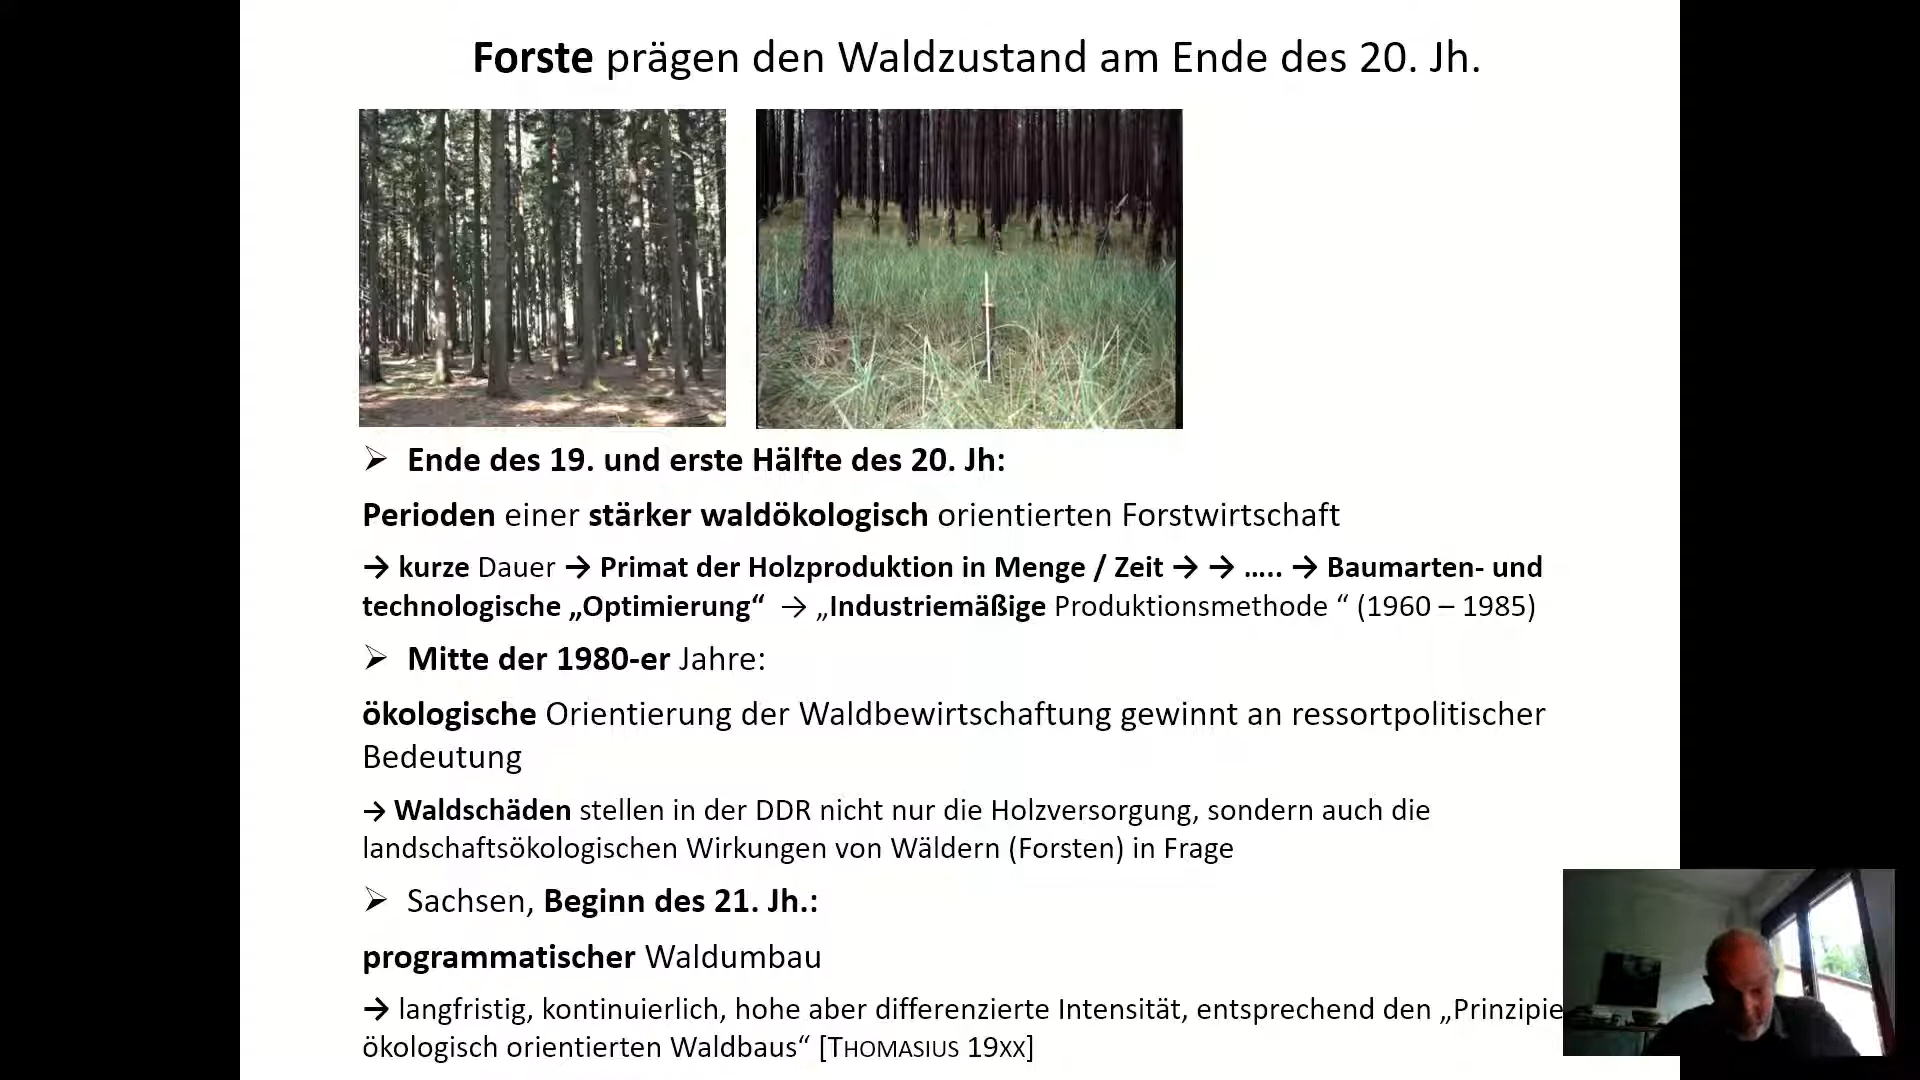 Forste prägen den Waldzustand am Ende des 20. Jh.
➢ Ende des 19. und erste Hälfte des 20. Jh:
Perioden einer stärker waldökologisch orientierten Forstwirtschaft
→ kurze Dauer → Primat der Holzproduktion in Menge / Zeit → → ..... → Baumarten- und
technologische „Optimierung“ → „Industriemäßige Produktionsmethode “ (1960 – 1985)
➢ Mitte der 1980-er Jahre:
ökologische Orientierung der Waldbewirtschaftung gewinnt an ressortpolitischer
Bedeutung
→ Waldschäden stellen in der DDR nicht nur die Holzversorgung, sondern auch die
landschaftsökologischen Wirkungen von Wäldern (Forsten) in Frage
➢ Sachsen, Beginn des 21. Jh.:
programmatischer Waldumbau
→ langfristig, kontinuierlich, hohe aber differenzierte Intensität, entsprechend den „Prinzipie
ökologisch orientierten Waldbaus“ [THOMASIUS 19XX]